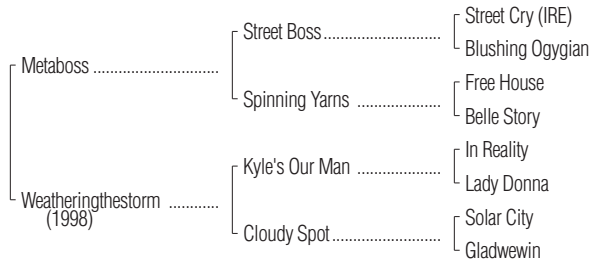 Street Cry (IRE)
Street Boss
Blushing Ogygian
Metaboss
Free House
Spinning Yarns
Belle Story
In Reality
Kyle's Our Man
Lady Donna
Weatheringthestorm
(1998)
Solar City
Cloudy Spot
Gladwewin